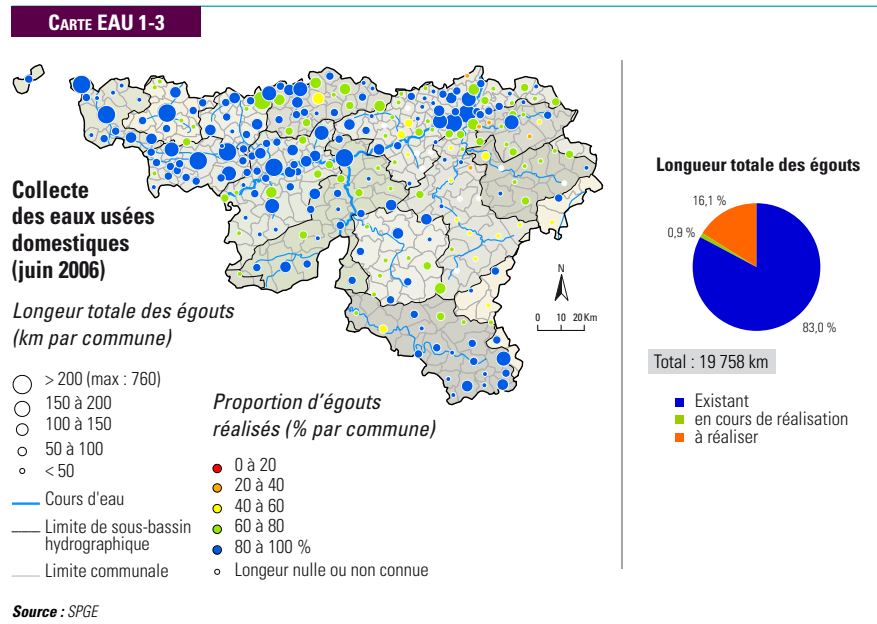 CARTE EAU 1-3
Collecte
des eaux usées
domestiques
(juin 2006)
Longeur totale des égouts
(km par commune)
> 200 (max : 760)
150 à 200
100 à 150
50 à 100
< 50
Cours d'eau
Limite de sous-bassin
hydrographique
Limite communale
Proportion d'égouts
réalisés (% par commune)
0 à 20
20 à 40
40 à 60
60 à 80
80 à 100 %
Longeur nulle ou non connue
N
0 10 20 Km
Longueur totale des égouts
16,1 %
0,9 %
83,0 %
Total : 19 758 km
Existant
en cours de réalisation
à réaliser
Source : SPGE